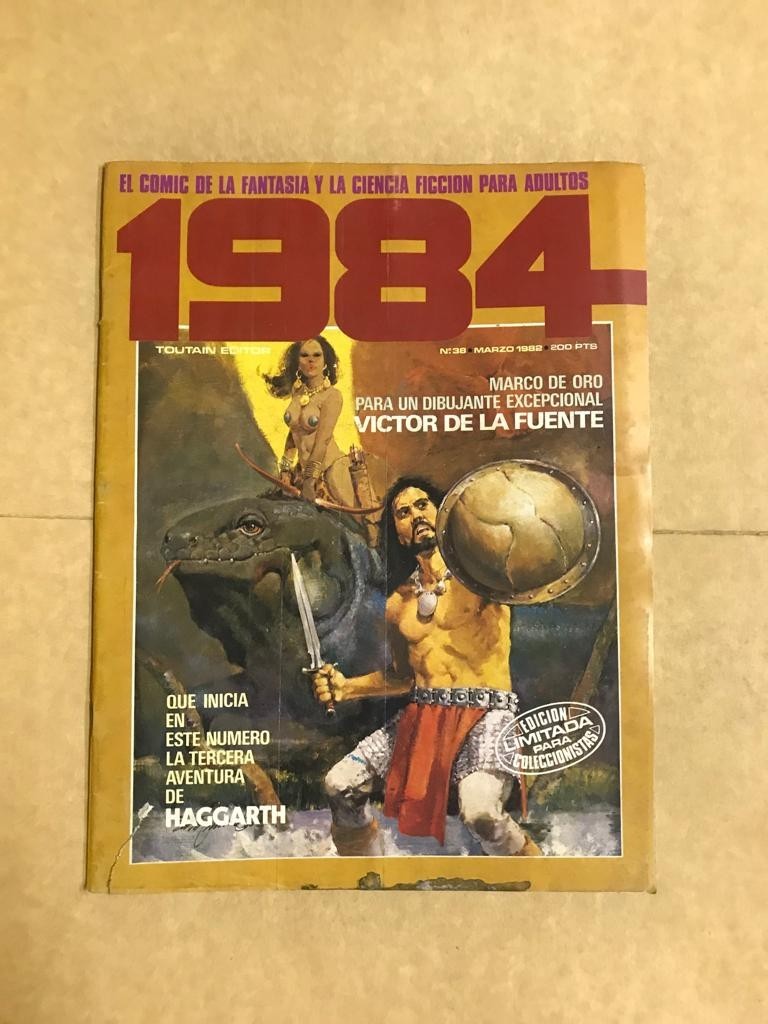 EL COMIC DE LA FANTASIA Y LA CIENCIA FICCION PARA ADULTOS
1984
TOUTAIN EDITOR
Nº38 • MARZO 1982 • 200 PTS
MARCO DE ORO
PARA UN DIBUJANTE EXCEPCIONAL
VICTOR DE LA FUENTE
QUE INICIA
EN
ESTE NUMERO
LA TERCERA
AVENTURA
DE
HAGGARTH
EDICION
LIMITADA
PARA
COLECCIONISTAS